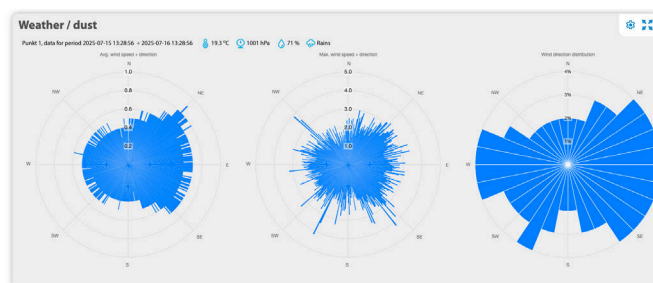 Weather / dust
Punkt 1, data for period 2025-07-15 13:28:56 ÷ 2025-07-16 13:28:56 19.3 °C 1001 hPa 71 % Rains
Avg. wind speed + direction Max. wind speed + direction Wind direction distribution
N N N
1.0 5.0 4%
NW NE NW NE NW NE
0.8 4.0 3%
0.6 3.0 2%
0.4 2.0 1%
0.2 1.0
W E W E W
SW SE SW SE SW SE
S S S